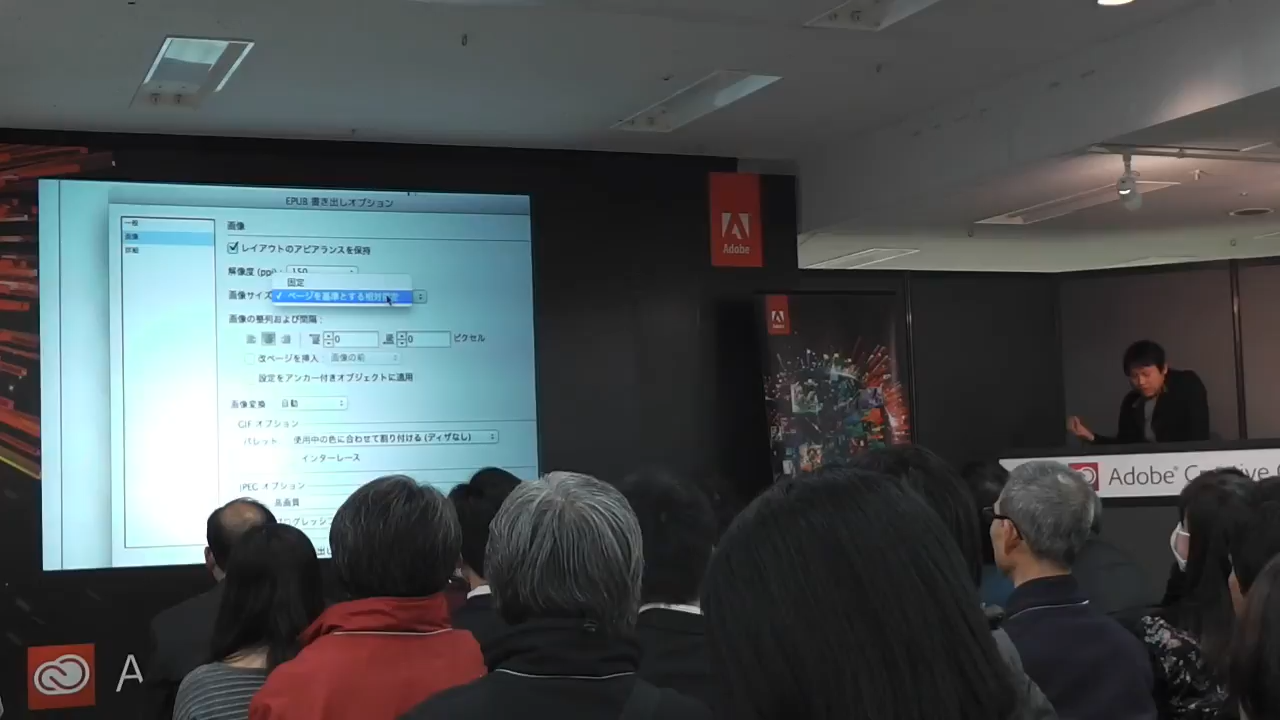 EPUB 書き出しオプション
一般
画像
詳細
画像
レイアウトのアピアランスを保持
解像度 (ppi) : 150
固定
画像サイズ ✓ ページを基準とする相対
画像の整列および間隔 :
0 0 ピクセル
改ページを挿入 : 画像の前
設定をアンカー付きオブジェクトに適用
画像変換 : 自動
GIF オプション
パレット : 使用中の色に合わせて割り付ける (ディザなし)
インターレース
JPEG オプション
高画質
Adobe
Adobe® Creative
A